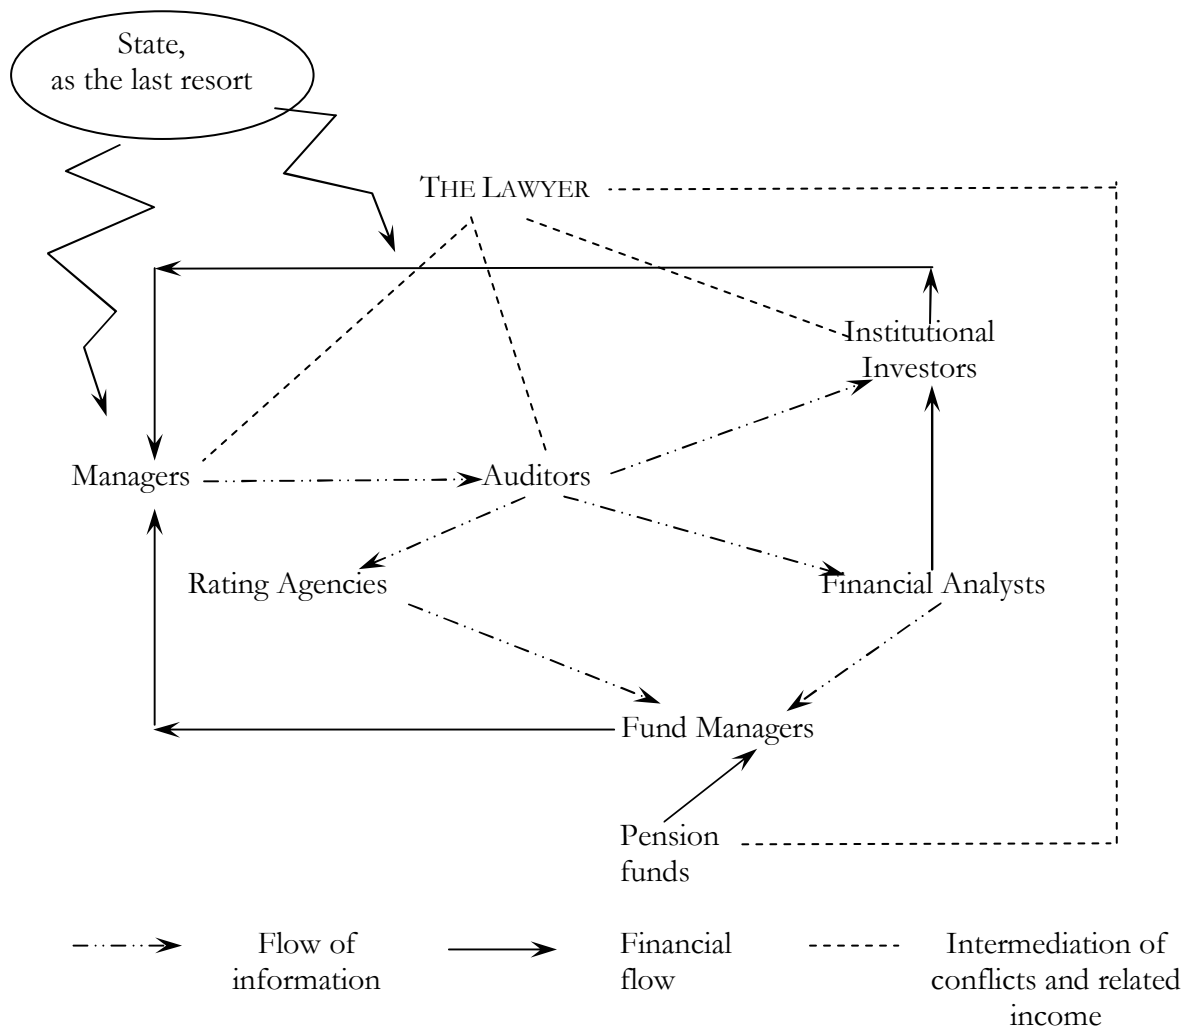 State,
as the last resort
THE LAWYER
Institutional
Investors
Managers
Auditors
Rating Agencies
Financial Analysts
Fund Managers
Pension
funds
Flow of
information
Financial
flow
Intermediation of
conflicts and related
income